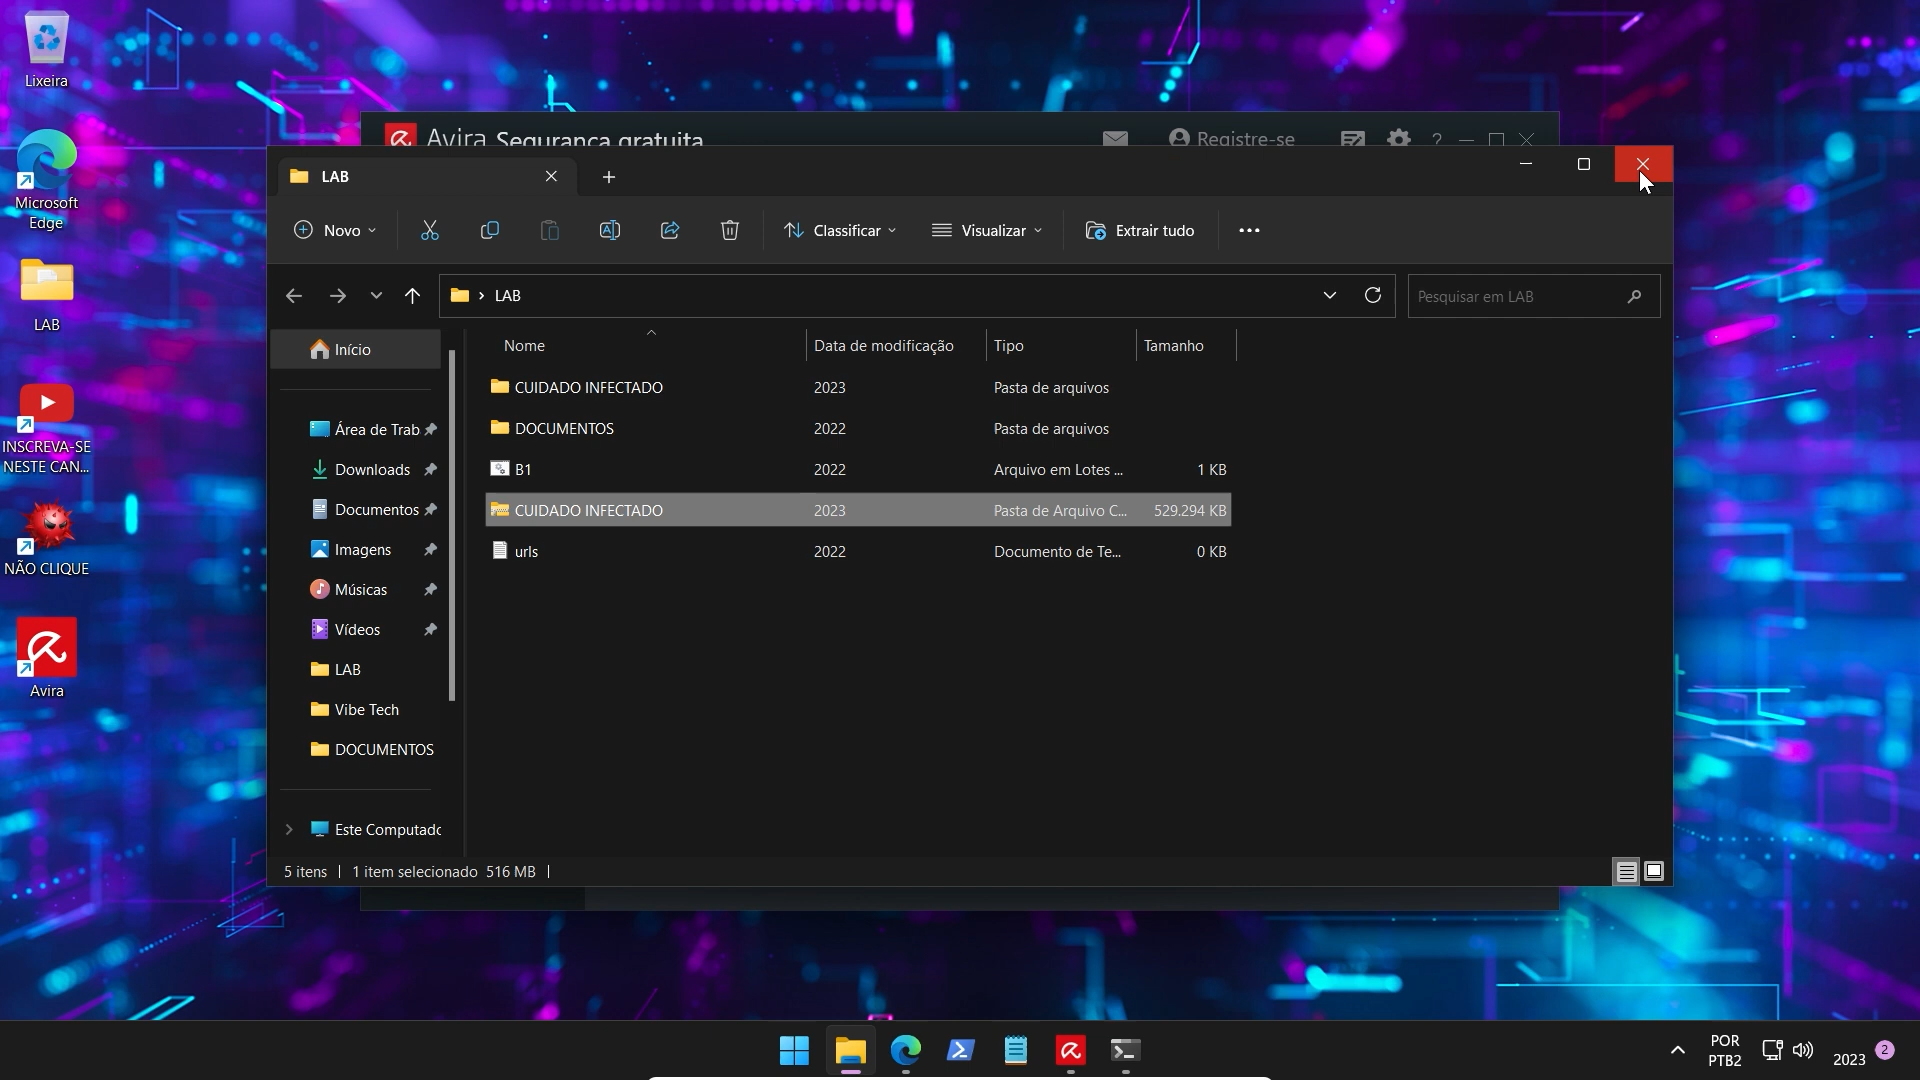 Lixeira
Microsoft
Edge
LAB
INSCREVA-SE
NESTE CAN...
NÃO CLIQUE
Avira
Avira Segurança gratuita
Registre-se
?
LAB
Novo
Classificar
Visualizar
Extrair tudo
LAB
Pesquisar em LAB
Início
Área de Trab
Downloads
Documentos
Imagens
Músicas
Vídeos
LAB
Vibe Tech
DOCUMENTOS
Este Computado
Nome Data de modificação Tipo Tamanho
CUIDADO INFECTADO 2023 Pasta de arquivos
DOCUMENTOS 2022 Pasta de arquivos
B1 2022 Arquivo em Lotes ... 1 KB
CUIDADO INFECTADO 2023 Pasta de Arquivo C... 529.294 KB
urls 2022 Documento de Te... 0 KB
5 itens 1 item selecionado 516 MB
POR
PTB2
2023
2